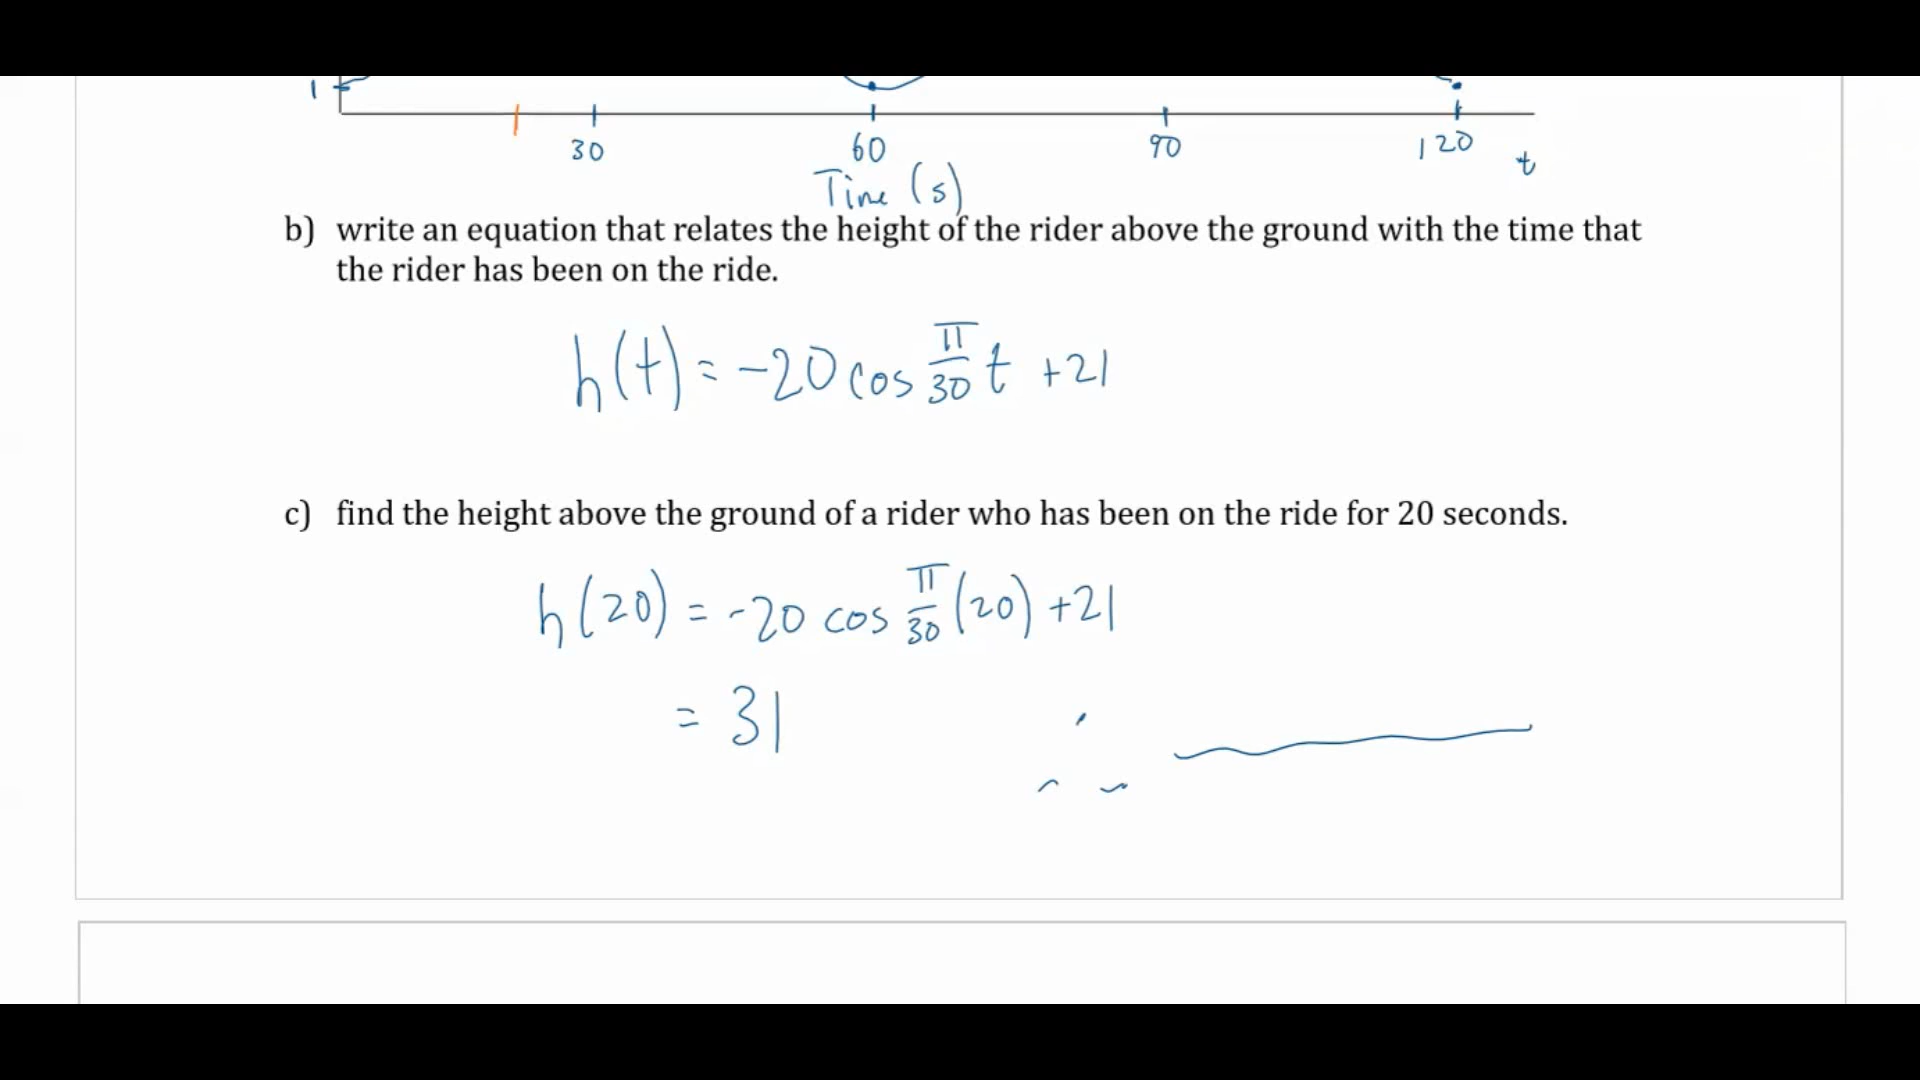 1
30 60 90 120 t
Time (s)
b) write an equation that relates the height of the rider above the ground with the time that
the rider has been on the ride.
h(t) = -20 cos π/30 t +21
c) find the height above the ground of a rider who has been on the ride for 20 seconds.
h(20) = -20 cos π/30 (20) +21
= 31